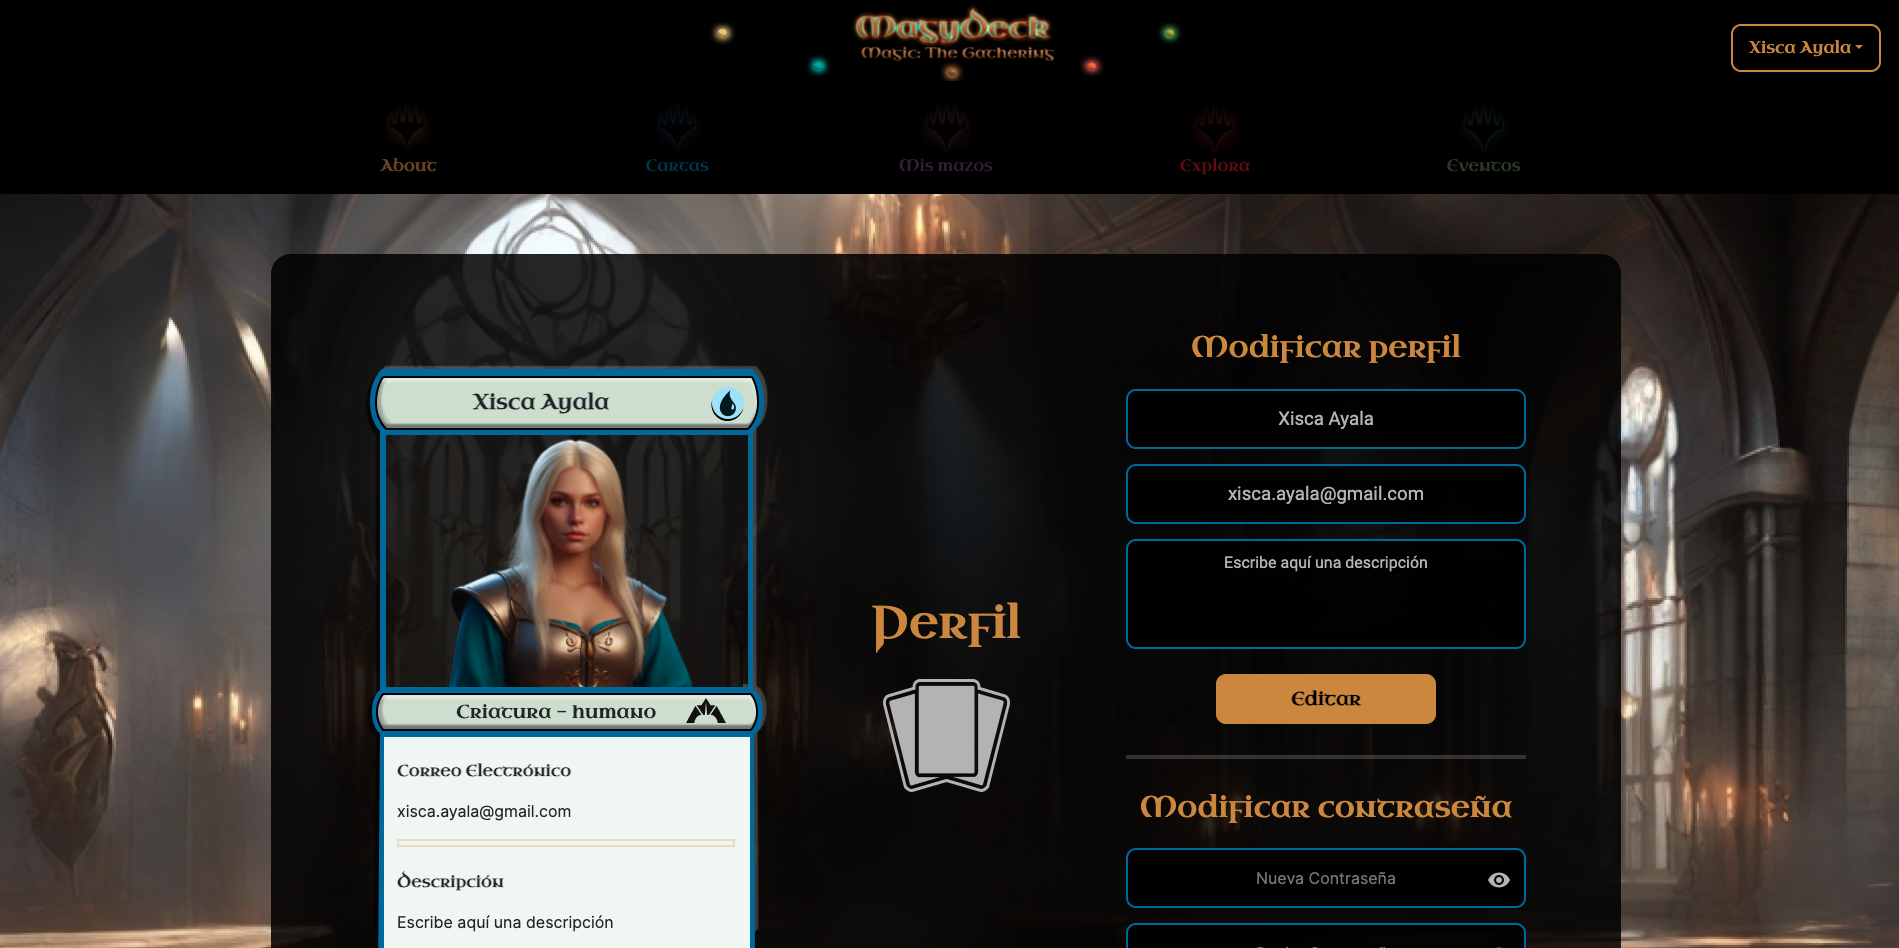 Magydeck
Magic: The Gathering
Xisca Ayala
About
Cartas
Mis mazos
Explora
Eventos
Xisca Ayala
Criatura – humano
Correo Electrónico
xisca.ayala@gmail.com
Descripción
Escribe aquí una descripción
Perfil
Modificar perfil
Xisca Ayala
xisca.ayala@gmail.com
Escribe aquí una descripción
Editar
Modificar contraseña
Nueva Contraseña